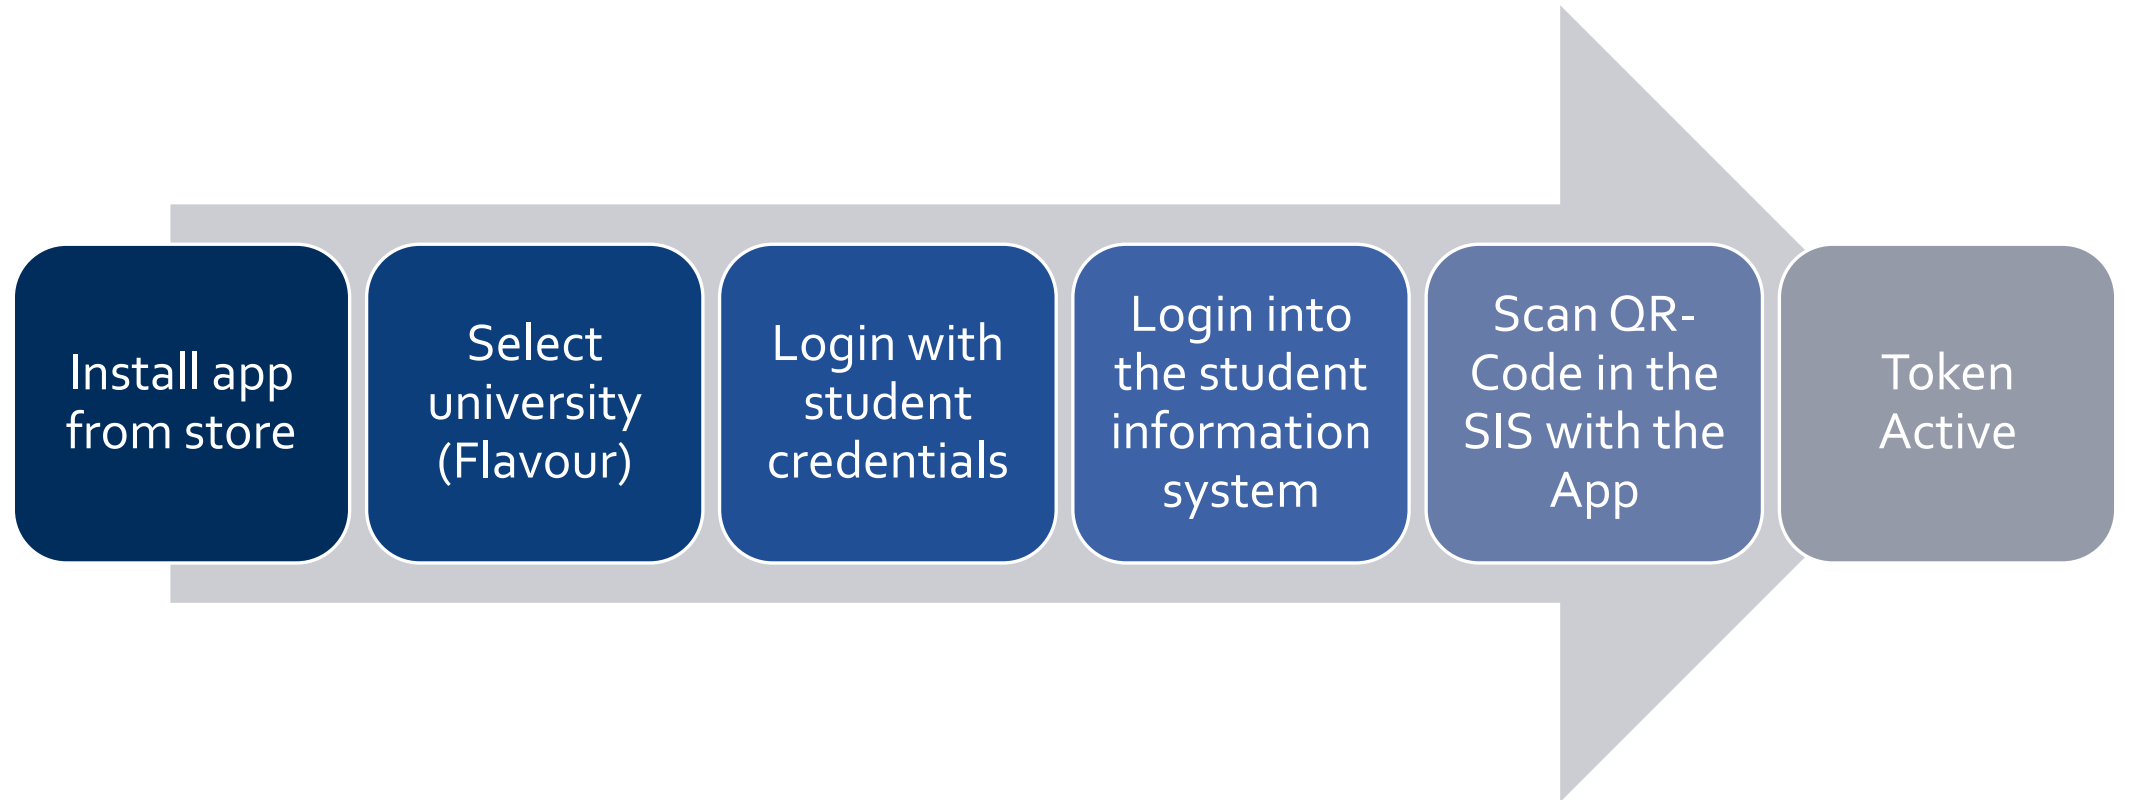 Install app
from store
Select
university
(Flavour)
Login with
student
credentials
Login into
the student
information
system
Scan QR-
Code in the
SIS with the
App
Token
Active